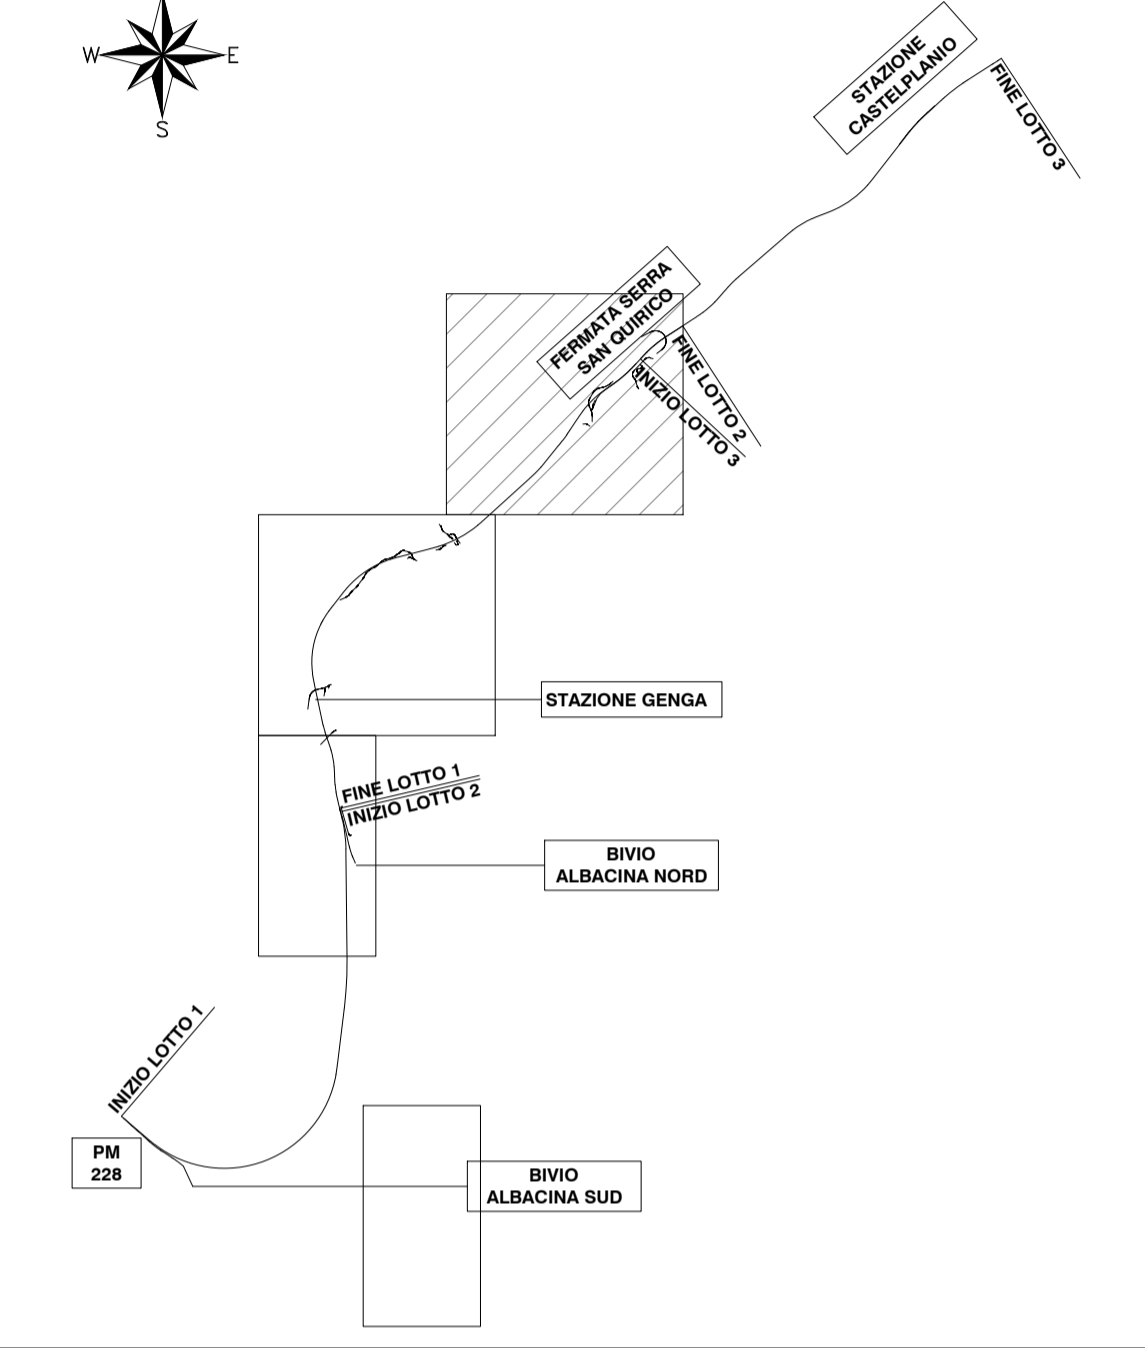 W
E
S
STAZIONE
CASTELPLANIO
FINE LOTTO 3
FERMATA SERRA
SAN QUIRICO
FINE LOTTO 2
INIZIO LOTTO 3
STAZIONE GENGA
FINE LOTTO 1
INIZIO LOTTO 2
BIVIO
ALBACINA NORD
INIZIO LOTTO 1
PM
228
BIVIO
ALBACINA SUD